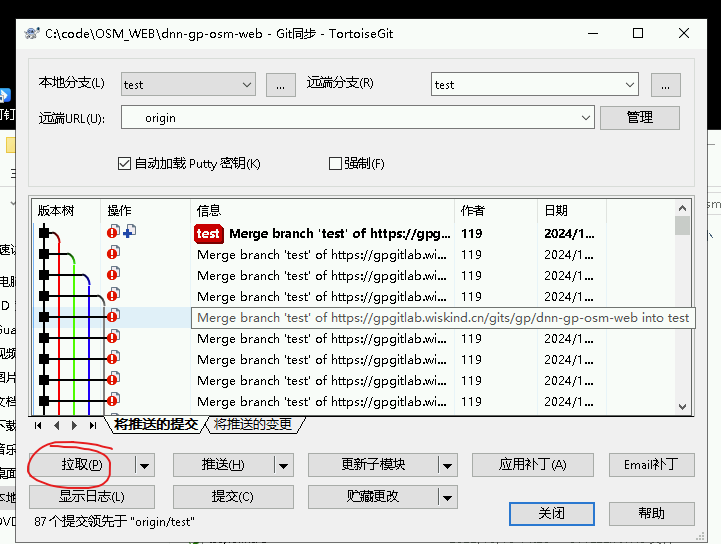 C:\code\OSM_WEB\dnn-gp-osm-web - Git同步 - TortoiseGit
本地分支(L) test ... 远端分支(R) test ...
远端URL(U): origin 管理
自动加载 Putty 密钥(K) 强制(F)
版本树 操作 信息 作者 日期
test Merge branch 'test' of https://gpg... 119 2024/1...
Merge branch 'test' of https://gpgitlab.wi... 119 2024/1...
Merge branch 'test' of https://gpgitlab.wi... 119 2024/1...
Merge branch 'test' of https://gpgitlab.wi... 119 2024/1...
Merge branch 'test' of https://gpgitlab.wiskind.cn/gits/gp/dnn-gp-osm-web into test
Merge branch 'test' of https://gpgitlab.wi... 119 2024/1...
Merge branch 'test' of https://gpgitlab.wi... 119 2024/1...
Merge branch 'test' of https://gpgitlab.wi... 119 2024/1...
Merge branch 'test' of https://gpgitlab.wi... 119 2024/1...
将推送的提交 将推送的变更
拉取(P) 推送(H) 更新子模块 应用补丁(A) Email补丁
显示日志(L) 提交(C) 贮藏更改 关闭 帮助
87 个提交领先于 "origin/test"